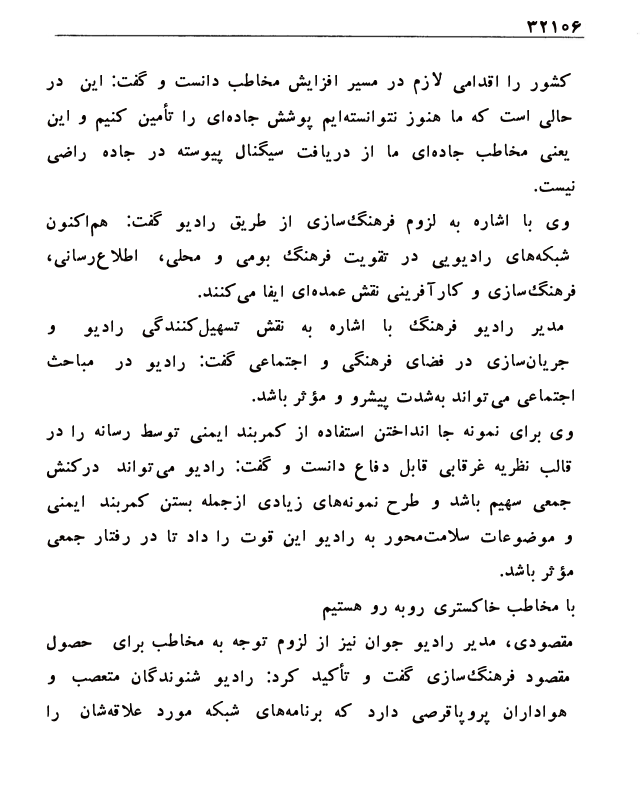 ۳۲۱۰۶
کشور را اقدامی لازم در مسیر افزایش مخاطب دانست و گفت: این در
حالی است که ما هنوز نتوانسته‌ایم پوشش جاده‌ای را تأمین کنیم و این
یعنی مخاطب جاده‌ای ما از دریافت سیگنال پیوسته در جاده راضی
نیست.
وی با اشاره به لزوم فرهنگ‌سازی از طریق رادیو گفت: هم‌اکنون
شبکه‌های رادیویی در تقویت فرهنگ بومی و محلی، اطلاع‌رسانی،
فرهنگ‌سازی و کارآفرینی نقش عمده‌ای ایفا می‌کنند.
مدیر رادیو فرهنگ با اشاره به نقش تسهیل‌کنندگی رادیو و
جریان‌سازی در فضای فرهنگی و اجتماعی گفت: رادیو در مباحث
اجتماعی می‌تواند به‌شدت پیشرو و مؤثر باشد.
وی برای نمونه جا انداختن استفاده از کمربند ایمنی توسط رسانه را در
قالب نظریه غرقابی قابل دفاع دانست و گفت: رادیو می‌تواند درکنش
جمعی سهیم باشد و طرح نمونه‌های زیادی ازجمله بستن کمربند ایمنی
و موضوعات سلامت‌محور به رادیو این قوت را داد تا در رفتار جمعی
مؤثر باشد.
با مخاطب خاکستری روبه رو هستیم
مقصودی، مدیر رادیو جوان نیز از لزوم توجه به مخاطب برای حصول
مقصود فرهنگ‌سازی گفت و تأکید کرد: رادیو شنوندگان متعصب و
هواداران پروپاقرصی دارد که برنامه‌های شبکه مورد علاقه‌شان را